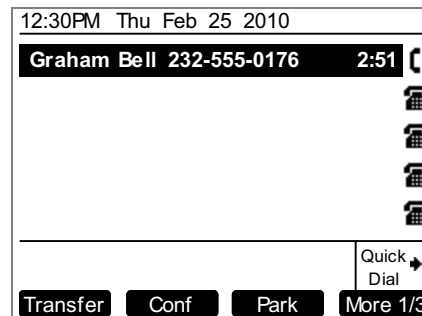 12:30PM Thu Feb 25 2010
Graham Bell 232-555-0176 2:51
Quick
Dial
Transfer Conf Park More 1/3